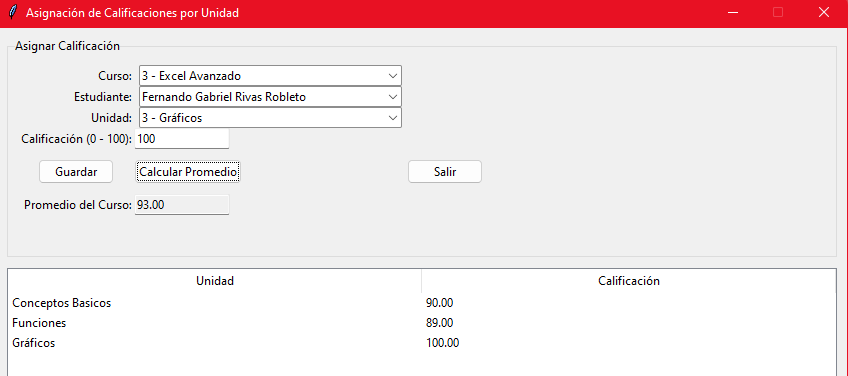 Asignación de Calificaciones por Unidad
Asignar Calificación
Curso: 3 - Excel Avanzado
Estudiante: Fernando Gabriel Rivas Robleto
Unidad: 3 - Gráficos
Calificación (0 - 100): 100
Guardar Calcular Promedio Salir
Promedio del Curso: 93.00
Unidad Calificación
Conceptos Basicos 90.00
Funciones 89.00
Gráficos 100.00